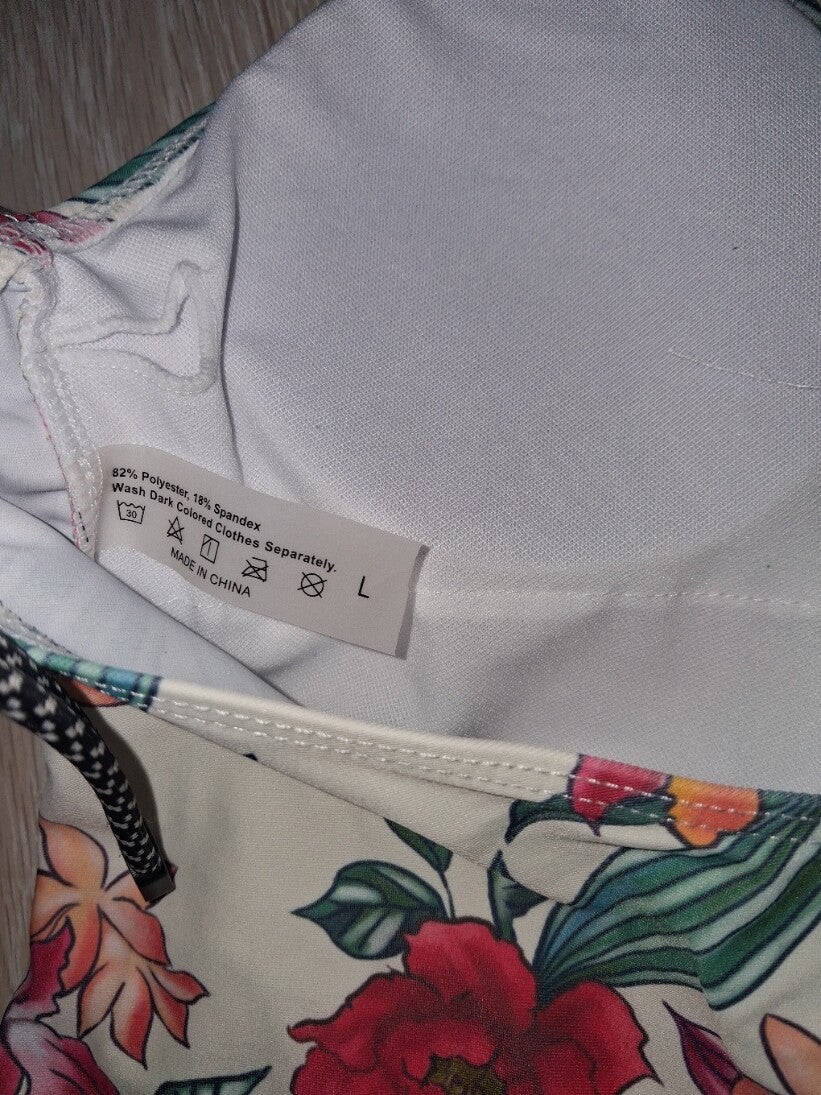 82% Polyester, 18% Spandex
Wash Dark Colored Clothes Separately.
30
L
MADE IN CHINA